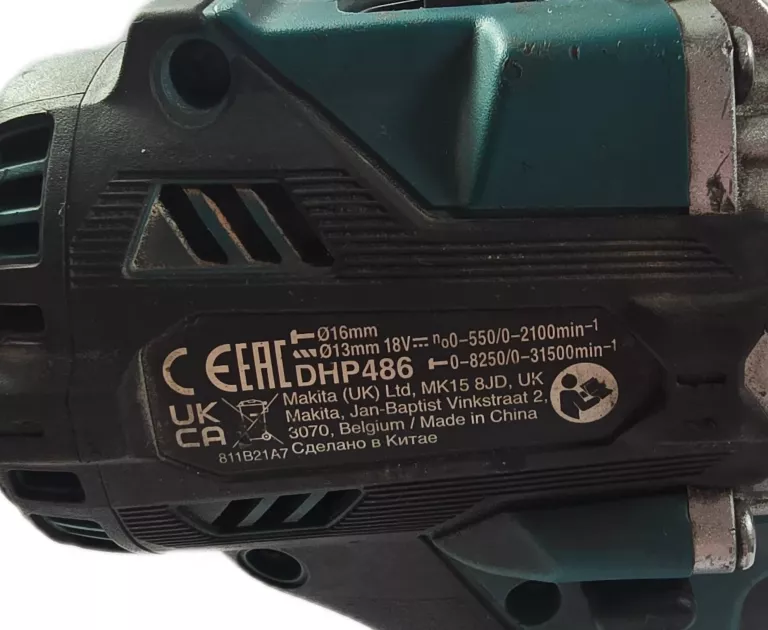 Ø16mm
Ø13mm 18V⎓ n₀0-550/0-2100min⁻¹
CE EAC DHP486 0-8250/0-31500min⁻¹
UK CA
Makita (UK) Ltd, MK15 8JD, UK
Makita, Jan-Baptist Vinkstraat 2,
3070, Belgium / Made in China
811B21A7 Сделано в Китае